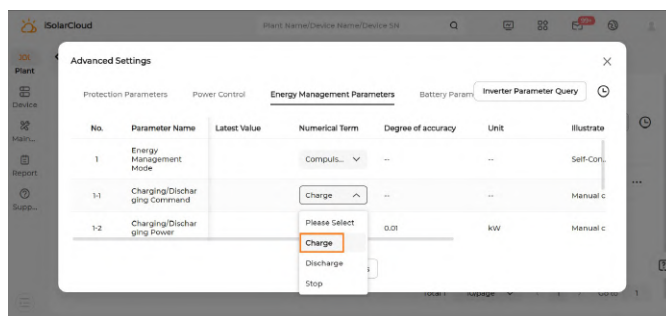 iSolarCloud
Plant Name/Device Name/Device SN
Plant
Device
Main...
Report
Supp...
Advanced Settings
Protection Parameters
Power Control
Energy Management Parameters
Battery Param
Inverter Parameter Query
No.
Parameter Name
Latest Value
Numerical Term
Degree of accuracy
Unit
Illustrate
1
Energy
Management
Mode
Compuls...
--
--
Self-Con..
1-1
Charging/Dischar
ging Command
Charge
--
--
Manual c
1-2
Charging/Dischar
ging Power
0.01
kW
Manual c
Please Select
Charge
Discharge
Stop
Total 1
10/page
1
Go to
1